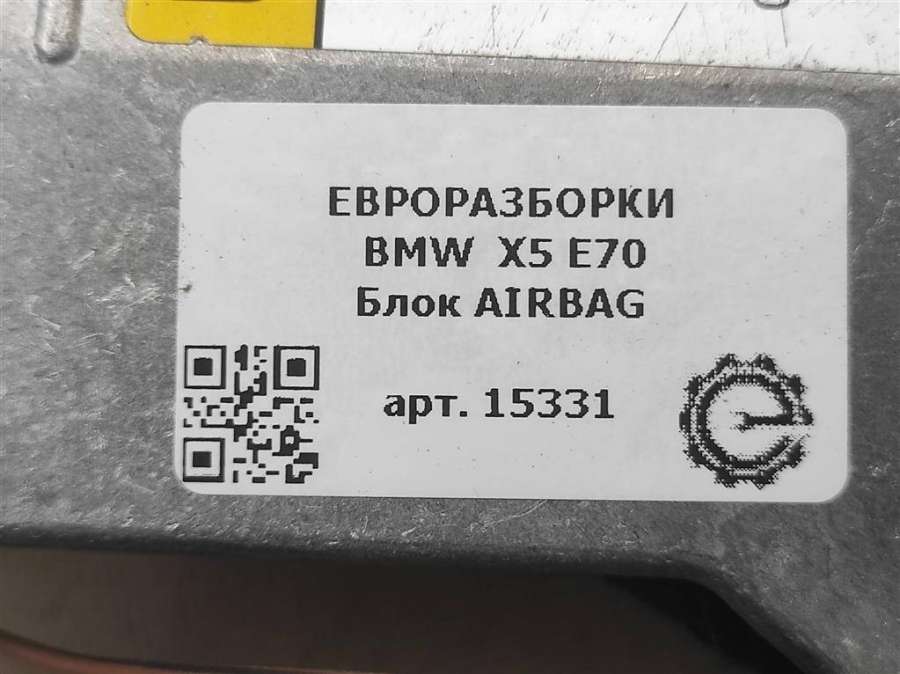 ЕВРОРАЗБОРКИ
BMW X5 E70
Блок AIRBAG
арт. 15331